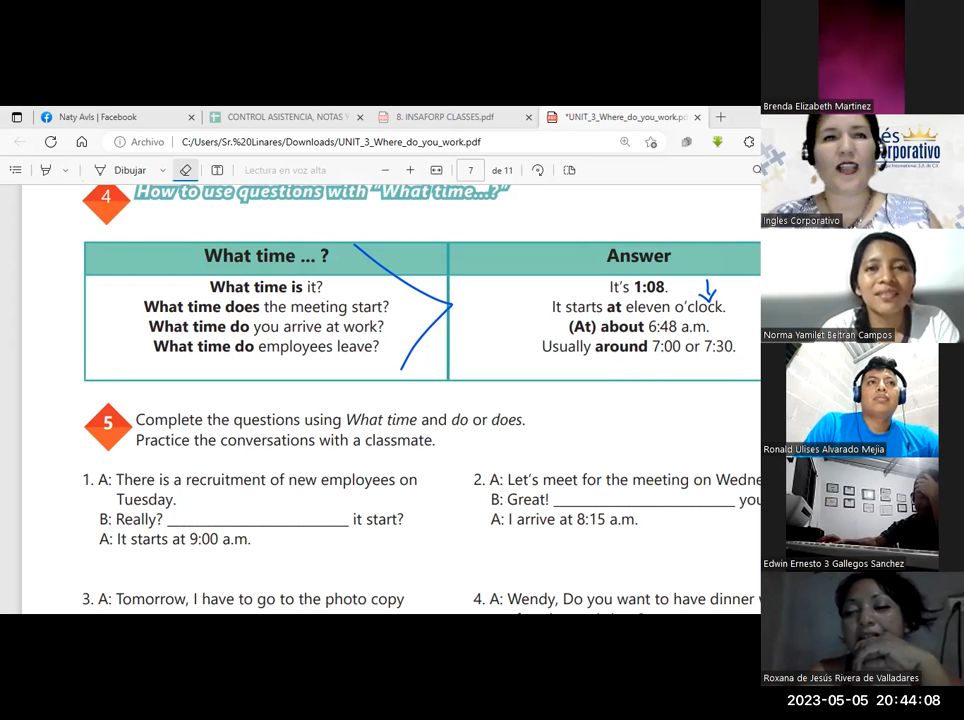 Naty Avls | Facebook
CONTROL ASISTENCIA, NOTAS Y
8. INSAFORP CLASSES.pdf
*UNIT_3_Where_do_you_work.pd
Archivo
C:/Users/Sr.%20Linares/Downloads/UNIT_3_Where_do_you_work.pdf
Dibujar
Lectura en voz alta
7
de 11
4
How to use questions with "What time...?"
What time ... ?
Answer
What time is it?
It's 1:08.
What time does the meeting start?
It starts at eleven o'clock.
What time do you arrive at work?
(At) about 6:48 a.m.
What time do employees leave?
Usually around 7:00 or 7:30.
5
Complete the questions using What time and do or does.
Practice the conversations with a classmate.
1. A: There is a recruitment of new employees on
Tuesday.
B: Really? ____________________ it start?
A: It starts at 9:00 a.m.
2. A: Let's meet for the meeting on Wedne
B: Great! ____________________ you
A: I arrive at 8:15 a.m.
3. A: Tomorrow, I have to go to the photo copy
4. A: Wendy, Do you want to have dinner
Brenda Elizabeth Martinez
és
corporativo
Ingles Corporativo
Norma Yamilet Beltran Campos
Ronald Ulises Alvarado Mejia
Edwin Ernesto 3 Gallegos Sanchez
Roxana de Jesús Rivera de Valladares
2023-05-05 20:44:08